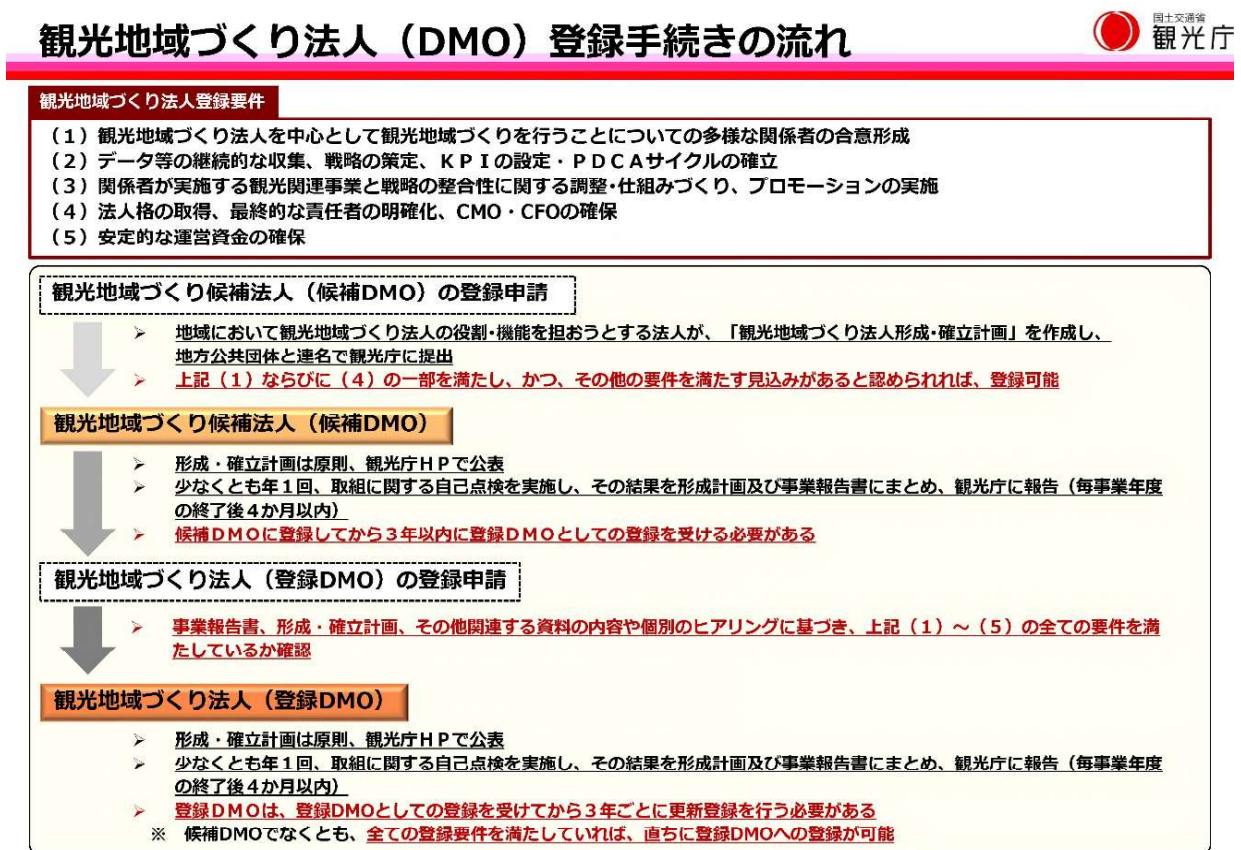 観光地域づくり法人（DMO）登録手続きの流れ
国土交通省
観光庁
観光地域づくり法人登録要件
（１）観光地域づくり法人を中心として観光地域づくりを行うことについての多様な関係者の合意形成
（２）データ等の継続的な収集、戦略の策定、ＫＰＩの設定・ＰＤＣＡサイクルの確立
（３）関係者が実施する観光関連事業と戦略の整合性に関する調整・仕組みづくり、プロモーションの実施
（４）法人格の取得、最終的な責任者の明確化、CMO・CFOの確保
（５）安定的な運営資金の確保
観光地域づくり候補法人（候補DMO）の登録申請
➢ 地域において観光地域づくり法人の役割・機能を担おうとする法人が、「観光地域づくり法人形成・確立計画」を作成し、
地方公共団体と連名で観光庁に提出
➢ 上記（１）ならびに（４）の一部を満たし、かつ、その他の要件を満たす見込みがあると認められれば、登録可能
観光地域づくり候補法人（候補DMO）
➢ 形成・確立計画は原則、観光庁ＨＰで公表
➢ 少なくとも年１回、取組に関する自己点検を実施し、その結果を形成計画及び事業報告書にまとめ、観光庁に報告（毎事業年度
の終了後４か月以内）
➢ 候補ＤＭＯに登録してから３年以内に登録ＤＭＯとしての登録を受ける必要がある
観光地域づくり法人（登録DMO）の登録申請
➢ 事業報告書、形成・確立計画、その他関連する資料の内容や個別のヒアリングに基づき、上記（１）～（５）の全ての要件を満
たしているか確認
観光地域づくり法人（登録DMO）
➢ 形成・確立計画は原則、観光庁ＨＰで公表
➢ 少なくとも年１回、取組に関する自己点検を実施し、その結果を形成計画及び事業報告書にまとめ、観光庁に報告（毎事業年度
の終了後４か月以内）
➢ 登録ＤＭＯは、登録DMOとしての登録を受けてから３年ごとに更新登録を行う必要がある
※ 候補DMOでなくとも、全ての登録要件を満たしていれば、直ちに登録DMOへの登録が可能